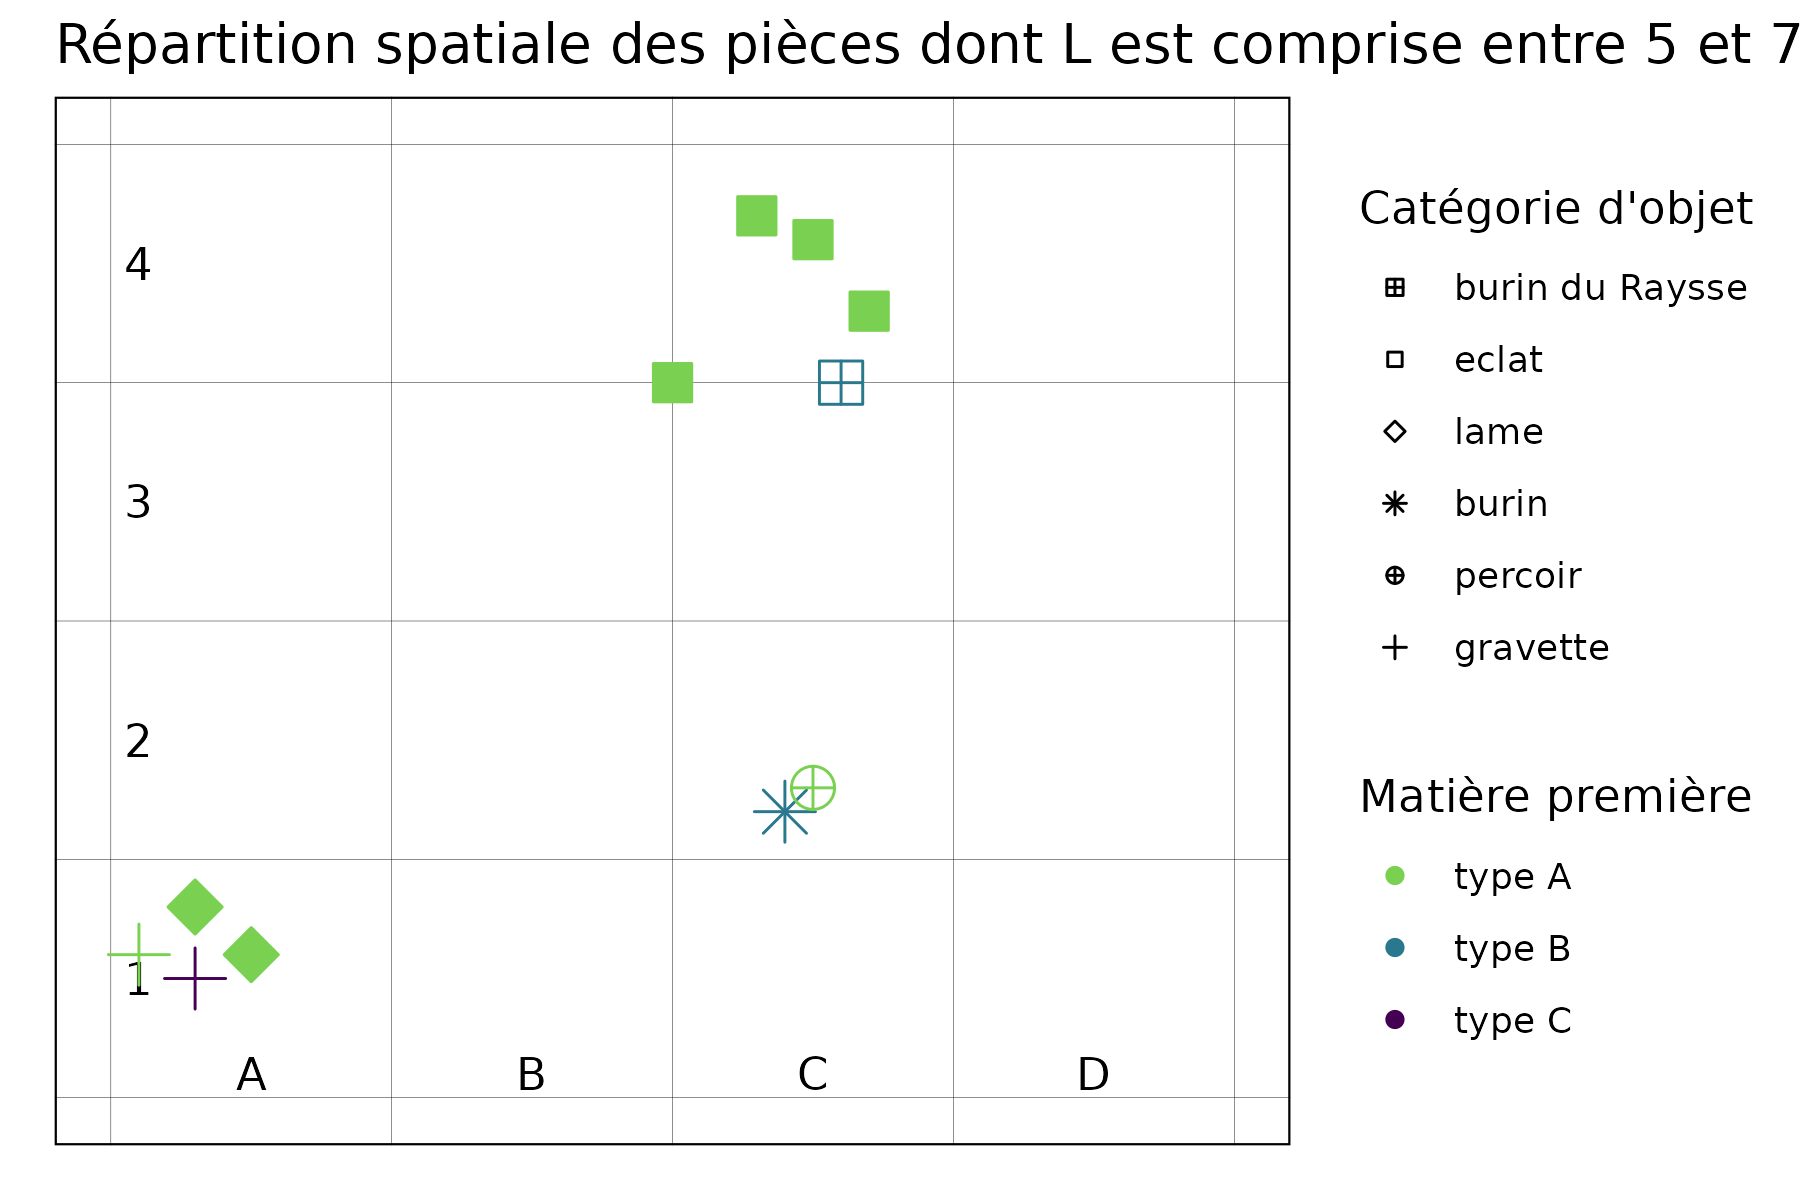 Répartition spatiale des pièces dont L est comprise entre 5 et 7
4
3
2
1
A B C D
Catégorie d'objet
burin du Raysse
eclat
lame
burin
percoir
gravette
Matière première
type A
type B
type C